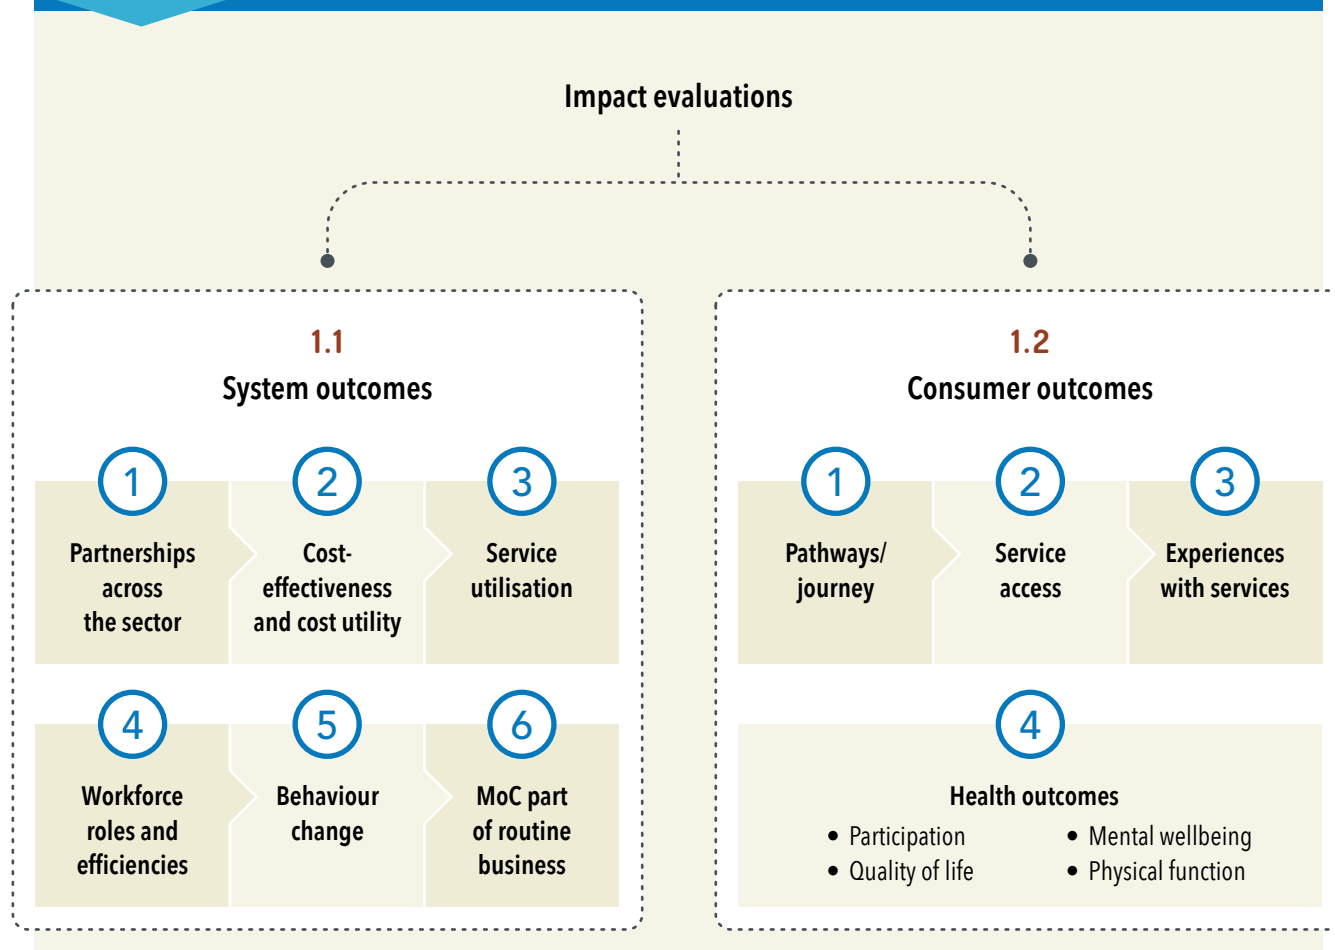 Impact evaluations
1.1
System outcomes
1
Partnerships
across
the sector
2
Cost-
effectiveness
and cost utility
3
Service
utilisation
4
Workforce
roles and
efficiencies
5
Behaviour
change
6
MoC part
of routine
business
1.2
Consumer outcomes
1
Pathways/
journey
2
Service
access
3
Experiences
with services
4
Health outcomes
• Participation
• Quality of life
• Mental wellbeing
• Physical function